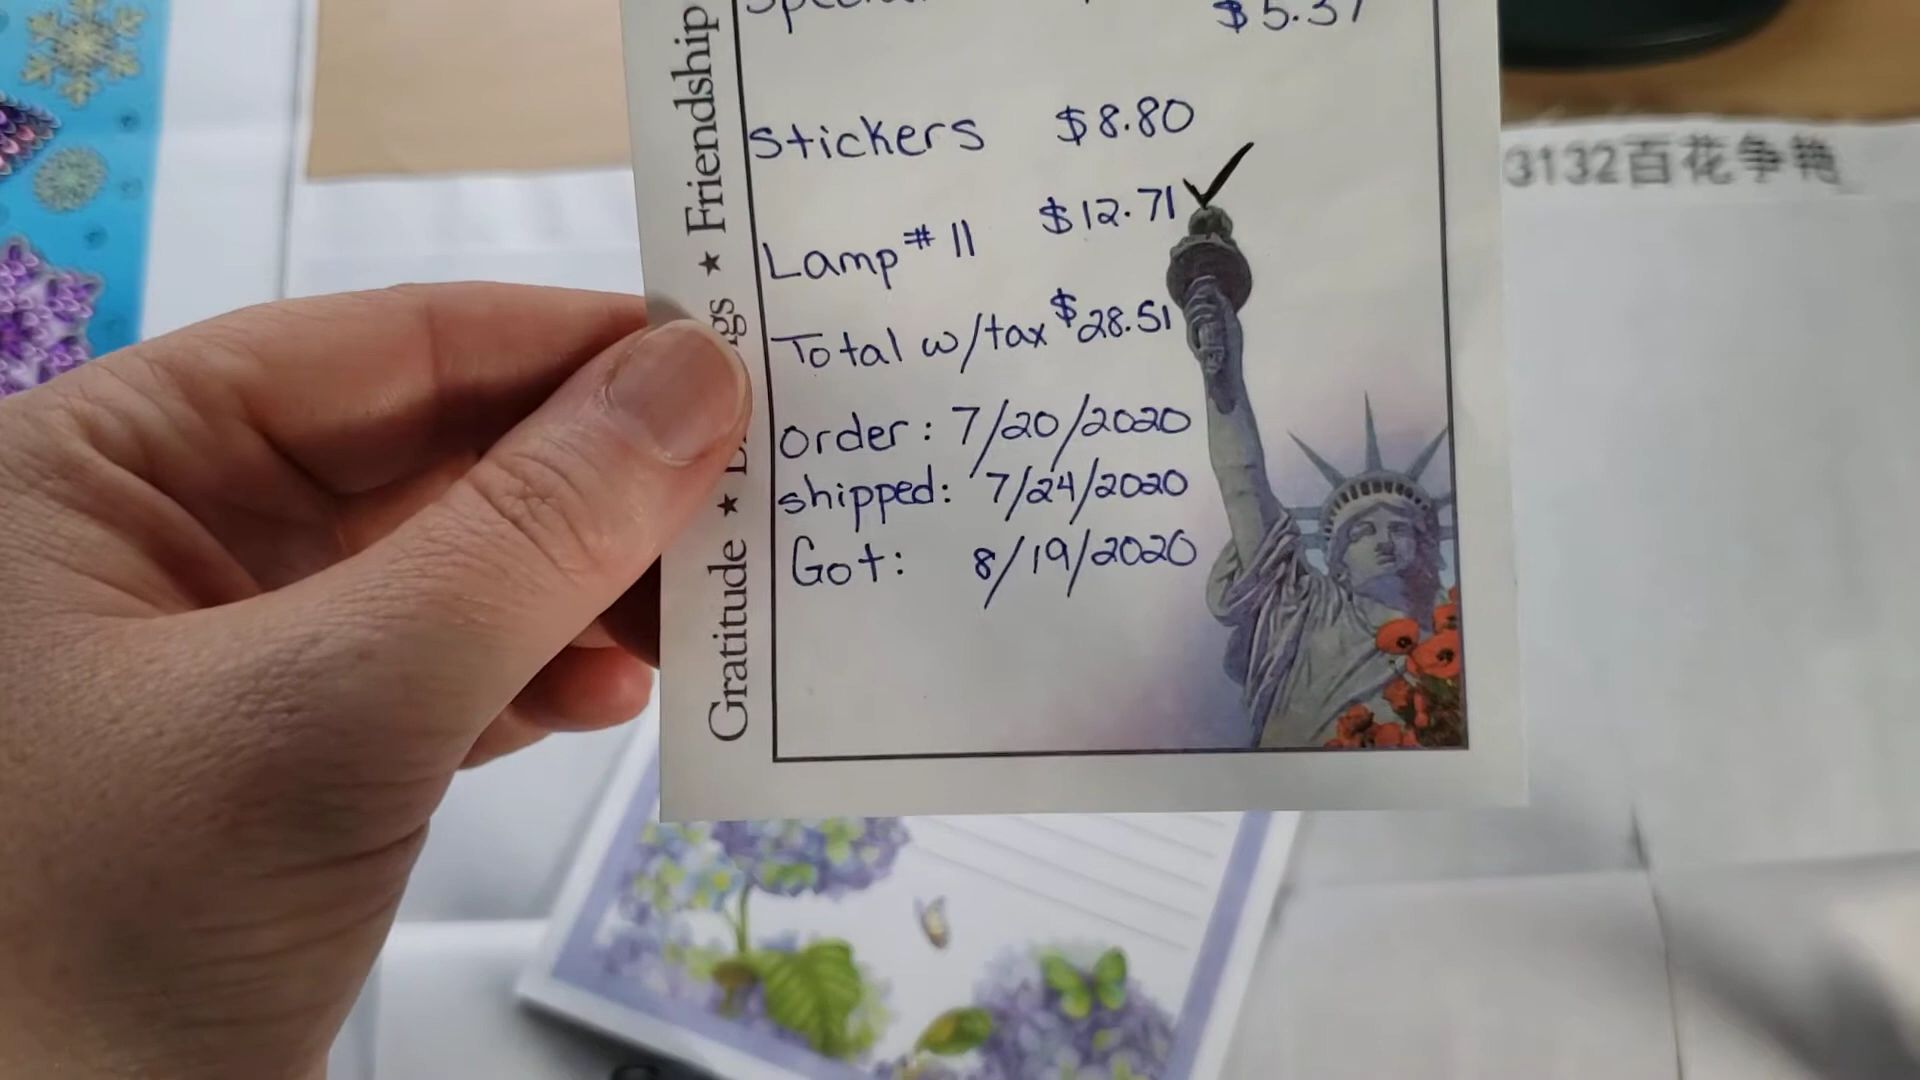 $5.37
stickers $8.80
Lamp #11 $12.71 ✓
Total w/tax $28.51
order: 7/20/2020
shipped: 7/24/2020
Got: 8/19/2020
Gratitude ★ ★ Friendship
3132百花争艳